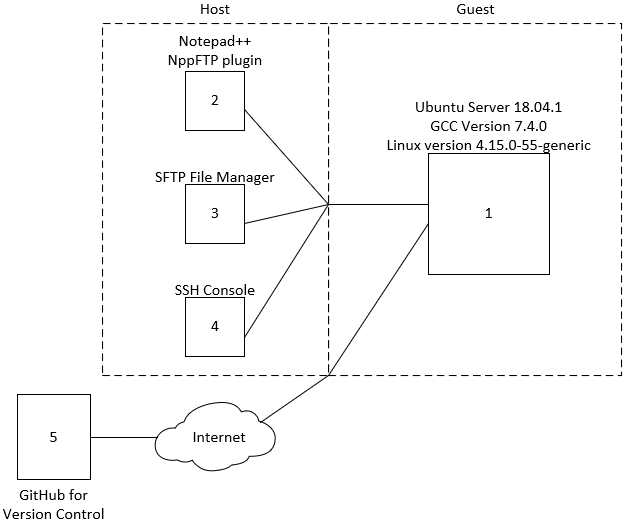 Host
Guest
Notepad++
NppFTP plugin
2
Ubuntu Server 18.04.1
GCC Version 7.4.0
Linux version 4.15.0-55-generic
1
SFTP File Manager
3
SSH Console
4
5
Internet
GitHub for
Version Control